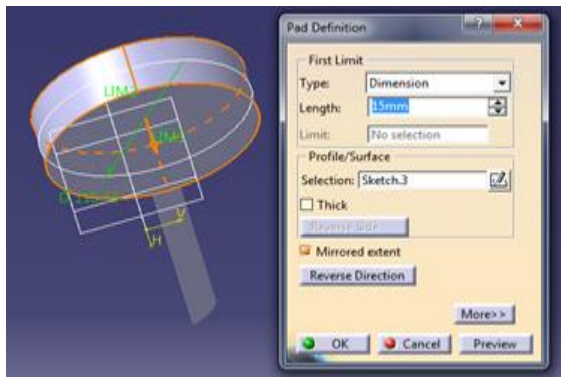 Pad Definition
First Limit
Type: Dimension
Length: 15mm
Limit: No selection
Profile/Surface
Selection: Sketch.3
Thick
Reverse Side
Mirrored extent
Reverse Direction
More>>
OK Cancel Preview
LIM2
LIM1
V
H